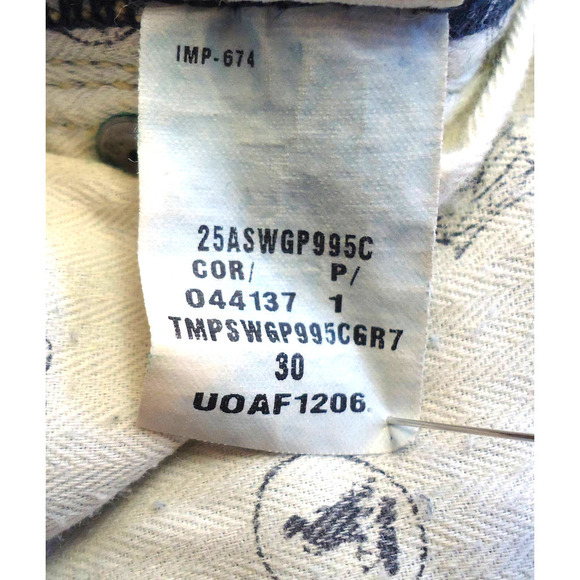 IMP-674
25ASWGP995C
COR/ P/
044137 1
TMPSWGP995CGR7
30
UOAF1206